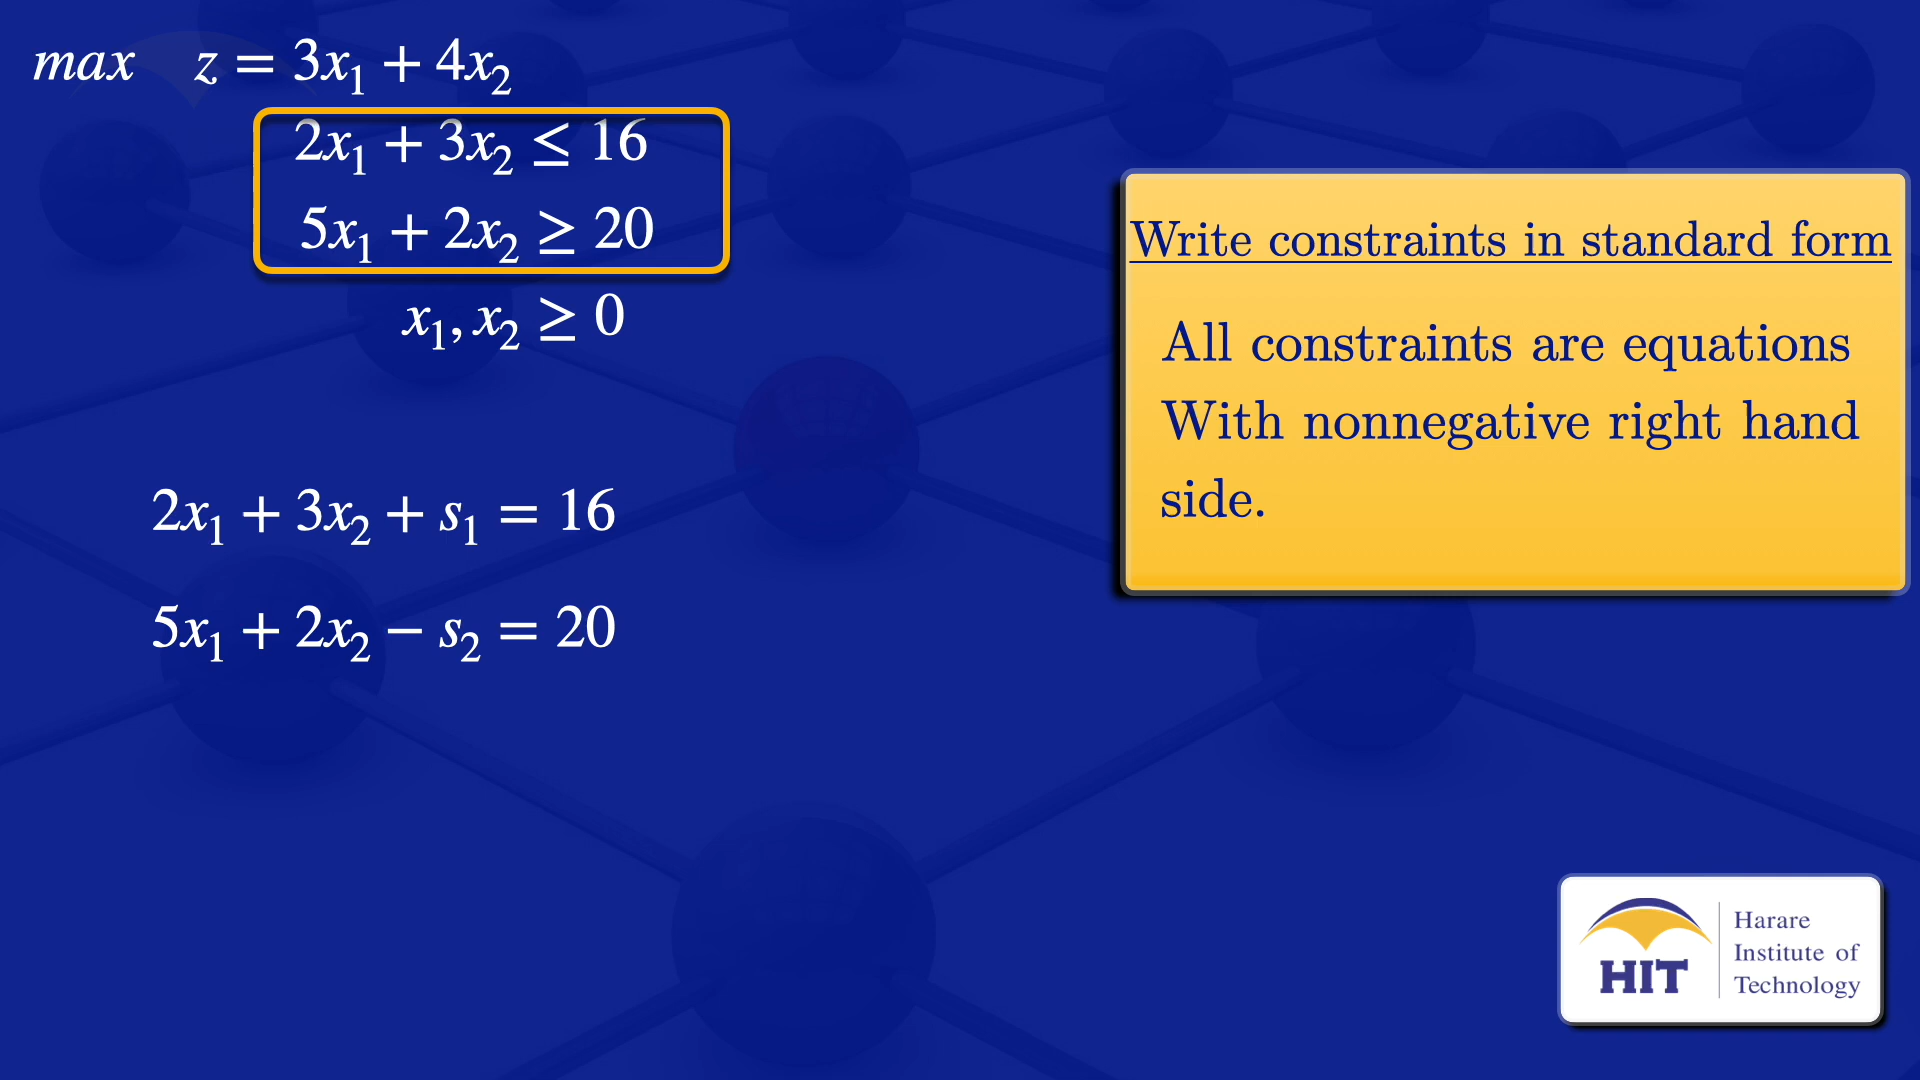 max z = 3x₁ + 4x₂
2x₁ + 3x₂ ≤ 16
5x₁ + 2x₂ ≥ 20
x₁, x₂ ≥ 0
2x₁ + 3x₂ + s₁ = 16
5x₁ + 2x₂ − s₂ = 20
Write constraints in standard form
All constraints are equations
With nonnegative right hand
side.
HIT
Harare
Institute of
Technology